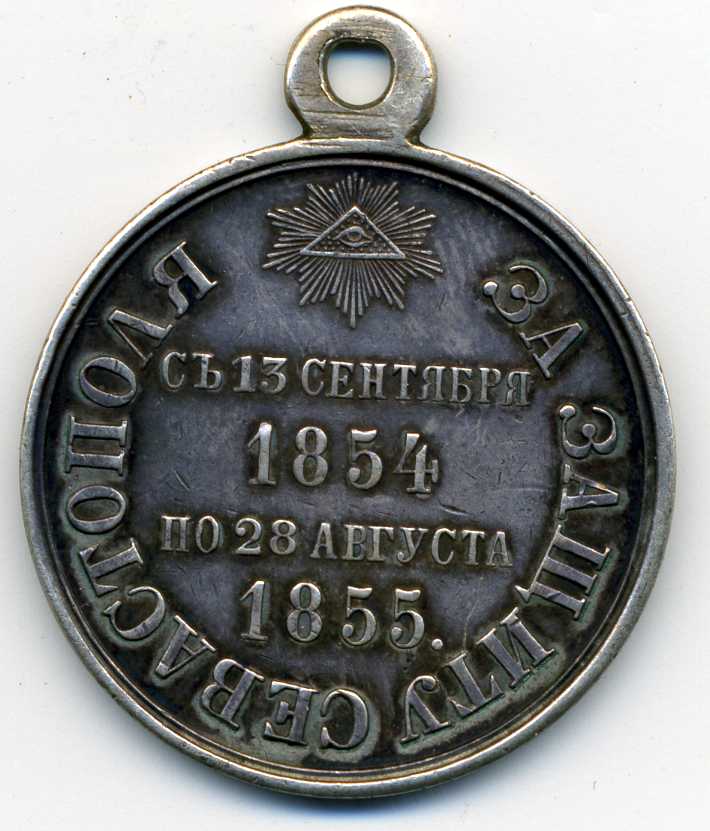 ЗА ЗАЩИТУ СЕВАСТОПОЛЯ
СЪ 13 СЕНТЯБРЯ
1854
ПО 28 АВГУСТА
1855.